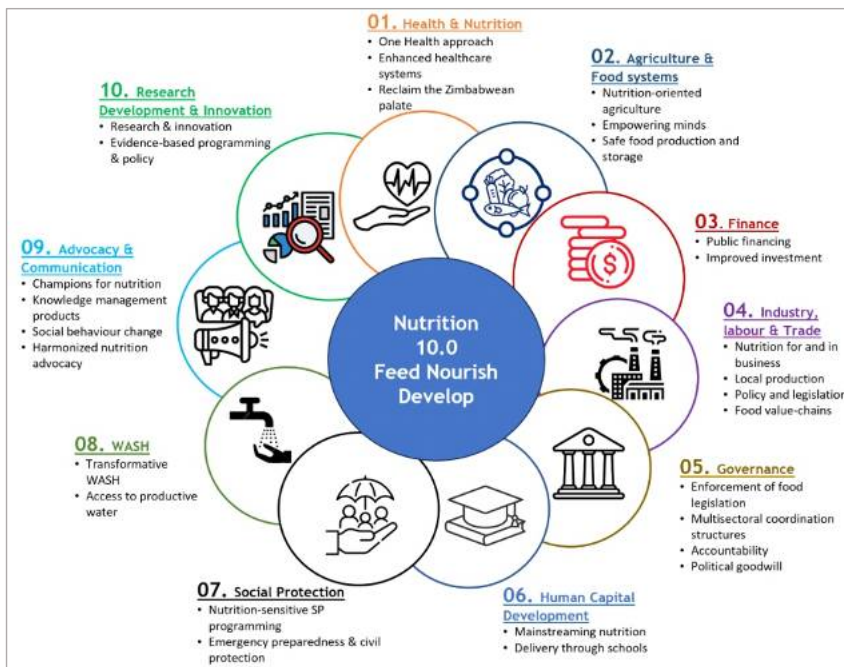 01. Health & Nutrition
• One Health approach
• Enhanced healthcare
systems
• Reclaim the Zimbabwean
palate
02. Agriculture &
Food systems
• Nutrition-oriented
agriculture
• Empowering minds
• Safe food production and
storage
03. Finance
• Public financing
• Improved investment
04. Industry,
labour & Trade
• Nutrition for and in
business
• Local production
• Policy and legislation
• Food value-chains
05. Governance
• Enforcement of food
legislation
• Multisectoral coordination
structures
• Accountability
• Political goodwill
06. Human Capital
Development
• Mainstreaming nutrition
• Delivery through schools
07. Social Protection
• Nutrition-sensitive SP
programming
• Emergency preparedness & civil
protection
08. WASH
• Transformative
WASH
• Access to productive
water
09. Advocacy &
Communication
• Champions for nutrition
• Knowledge management
products
• Social behaviour change
• Harmonized nutrition
advocacy
10. Research
Development & Innovation
• Research & innovation
• Evidence-based programming
& policy
Nutrition
10.0
Feed Nourish
Develop
$